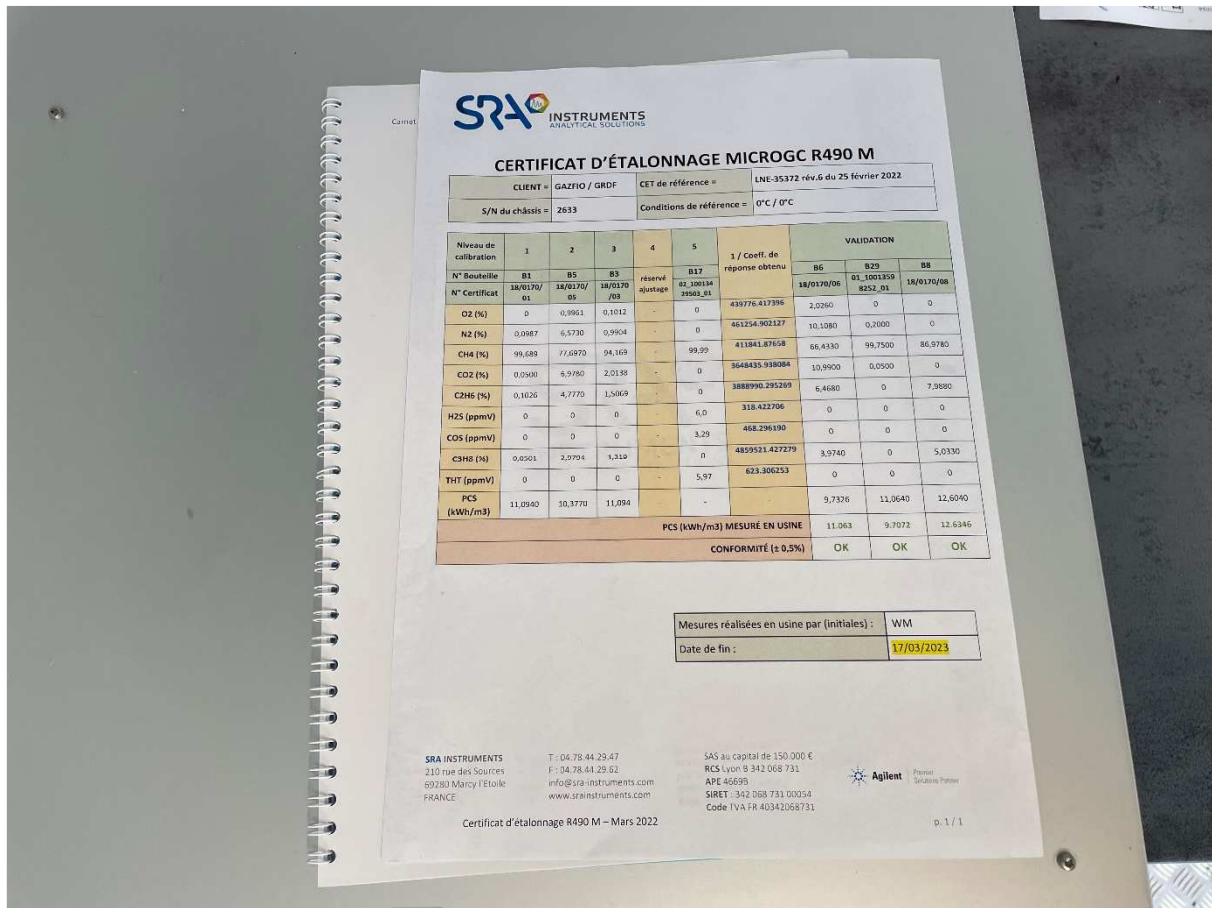 Carnet
SRA INSTRUMENTS
ANALYTICAL SOLUTIONS
CERTIFICAT D'ÉTALONNAGE MICROGC R490 M
CLIENT = GAZFIO / GRDF CET de référence = LNE-35372 rév.6 du 25 février 2022
S/N du châssis = 2633 Conditions de référence = 0°C / 0°C
Niveau de calibration 1 2 3 4 5 1 / Coeff. de réponse obtenu VALIDATION
N° Bouteille B1 B5 B3 réservé ajustage B17 B6 B29 B8
N° Certificat 18/0170/01 18/0170/05 18/0170/03 02_10013429503_01 18/0170/06 01_10013598252_01 18/0170/08
O2 (%) 0 0,9961 0,1012 - 0 439776.417396 2,0260 0 0
N2 (%) 0,0987 6,5730 0,9904 - 0 461254.902127 10,1080 0,2000 0
CH4 (%) 99,689 77,6970 94,169 - 99,99 411841.87658 66,4330 99,7500 86,9780
CO2 (%) 0,0500 6,9780 2,0138 - 0 3648435.938084 10,9900 0,0500 0
C2H6 (%) 0,1026 4,7770 1,5069 - 0 3888990.295269 6,4680 0 7,9880
H2S (ppmV) 0 0 0 - 6,0 318.422706 0 0 0
COS (ppmV) 0 0 0 - 3,29 468.296190 0 0 0
C3H8 (%) 0,0501 2,9794 1,219 - 0 4859521.427279 3,9740 0 5,0330
THT (ppmV) 0 0 0 - 5,97 623.306253 0 0 0
PCS (kWh/m3) 11,0940 10,3770 11,094 - - - 9,7326 11,0640 12,6040
PCS (kWh/m3) MESURÉ EN USINE 11.063 9.7072 12.6346
CONFORMITÉ (± 0,5%) OK OK OK
Mesures réalisées en usine par (initiales) : WM
Date de fin : 17/03/2023
SRA INSTRUMENTS
210 rue des Sources
69280 Marcy l'Etoile
FRANCE
T : 04.78.44.29.47
F : 04.78.44.29.62
info@sra-instruments.com
www.srainstruments.com
SAS au capital de 150.000 €
RCS Lyon B 342 068 731
APE 4669B
SIRET : 342 068 731 00054
Code TVA FR 40342068731
Agilent Premier
Solutions Partner
Certificat d'étalonnage R490 M – Mars 2022
p. 1 / 1